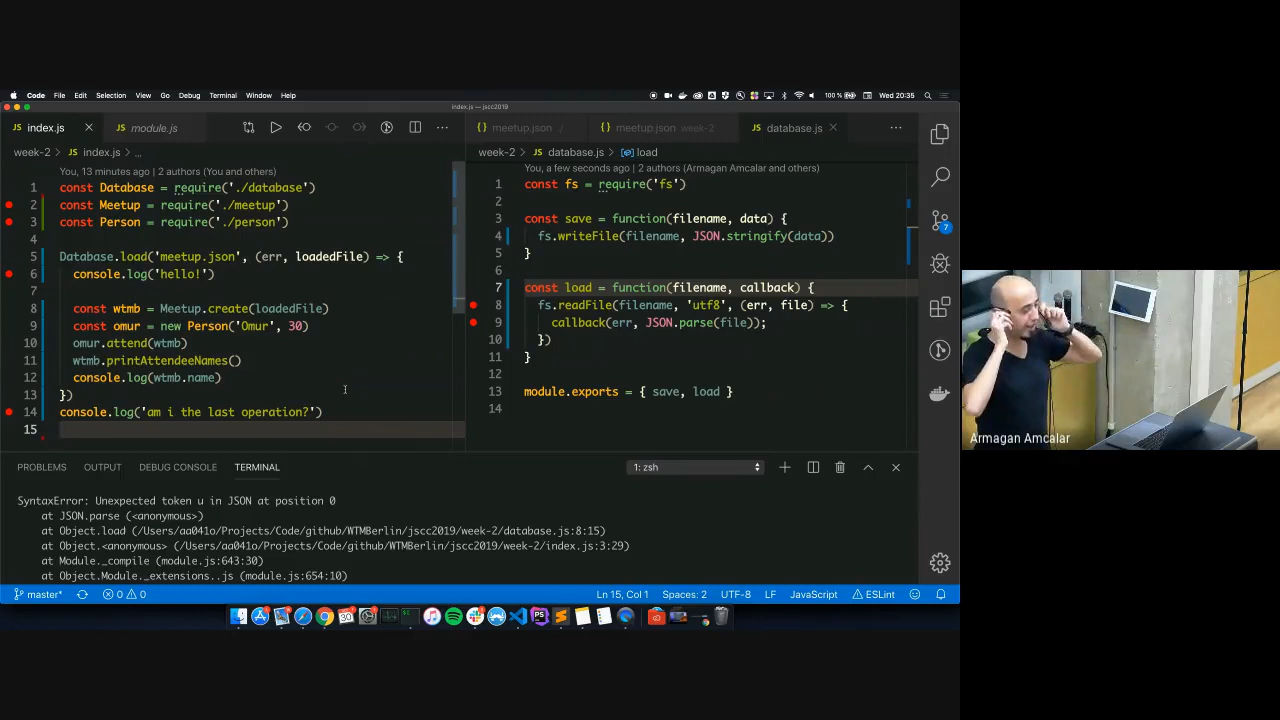 Code File Edit Selection View Go Debug Terminal Window Help
100 % Wed 20:35
index.js — jscc2019
index.js module.js
meetup.json / meetup.json week-2 database.js
week-2 > index.js > ...
week-2 > database.js > load
You, 13 minutes ago | 2 authors (You and others)
1 const Database = require('./database')
2 const Meetup = require('./meetup')
3 const Person = require('./person')
4
5 Database.load('meetup.json', (err, loadedFile) => {
6 console.log('hello!')
7
8 const wtmb = Meetup.create(loadedFile)
9 const omur = new Person('Omur', 30)
10 omur.attend(wtmb)
11 wtmb.printAttendeeNames()
12 console.log(wtmb.name)
13 })
14 console.log('am i the last operation?')
15
You, a few seconds ago | 2 authors (Armagan Amcalar and others)
1 const fs = require('fs')
2
3 const save = function(filename, data) {
4 fs.writeFile(filename, JSON.stringify(data))
5 }
6
7 const load = function(filename, callback) {
8 fs.readFile(filename, 'utf8', (err, file) => {
9 callback(err, JSON.parse(file));
10 })
11 }
12
13 module.exports = { save, load }
14
7
PROBLEMS OUTPUT DEBUG CONSOLE TERMINAL
1: zsh
SyntaxError: Unexpected token u in JSON at position 0
at JSON.parse (<anonymous>)
at Object.load (/Users/aa041o/Projects/Code/github/WTMBerlin/jscc2019/week-2/database.js:8:15)
at Object.<anonymous> (/Users/aa041o/Projects/Code/github/WTMBerlin/jscc2019/week-2/index.js:3:29)
at Module._compile (module.js:643:30)
at Object.Module._extensions..js (module.js:654:10)
master* 0 0 Ln 15, Col 1 Spaces: 2 UTF-8 LF JavaScript ESLint
Armagan Amcalar